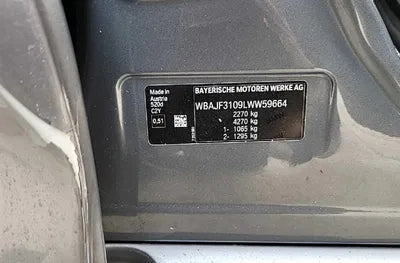 Made in
Austria
520d
C2Y
0,51
BAYERISCHE MOTOREN WERKE AG
WBAJF3109LWW59664
2270 kg
4270 kg
1- 1065 kg
2- 1295 kg